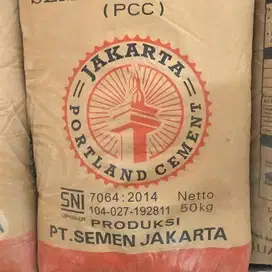 (PCC)
JAKARTA
PORTLAND CEMENT
SNI 7064:2014 Netto
104-027-192811 50kg
PRODUKSI
PT.SEMEN JAKARTA